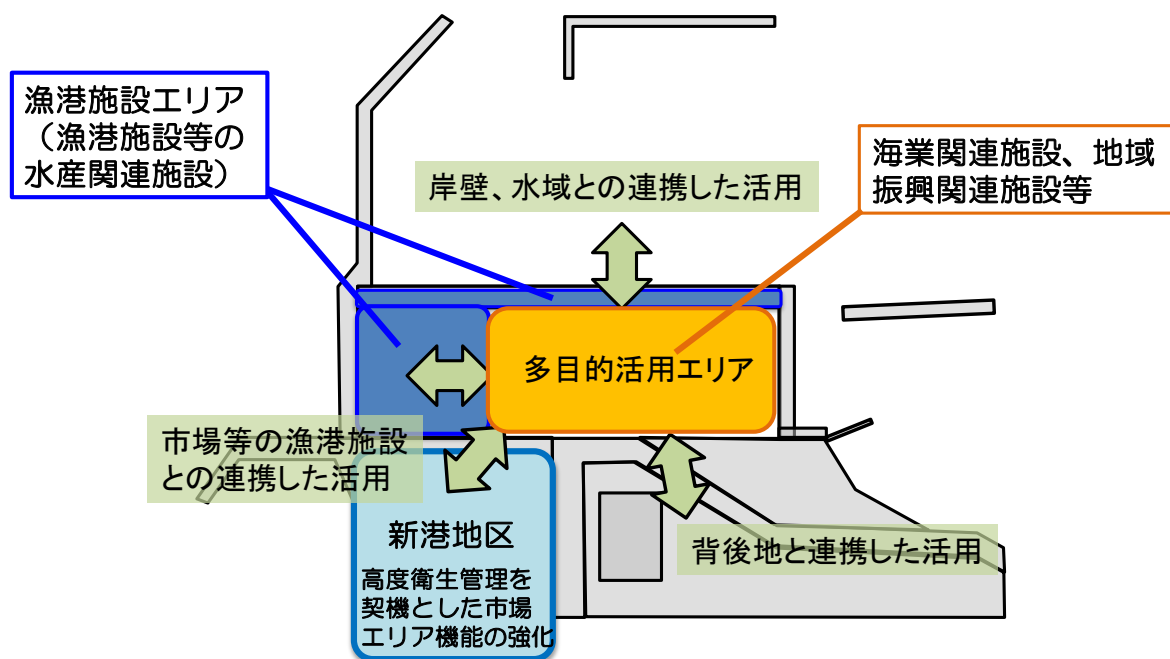 漁港施設エリア
（漁港施設等の
水産関連施設）
海業関連施設、地域
振興関連施設等
岸壁、水域との連携した活用
多目的活用エリア
市場等の漁港施設
との連携した活用
新港地区
高度衛生管理を
契機とした市場
エリア機能の強化
背後地と連携した活用